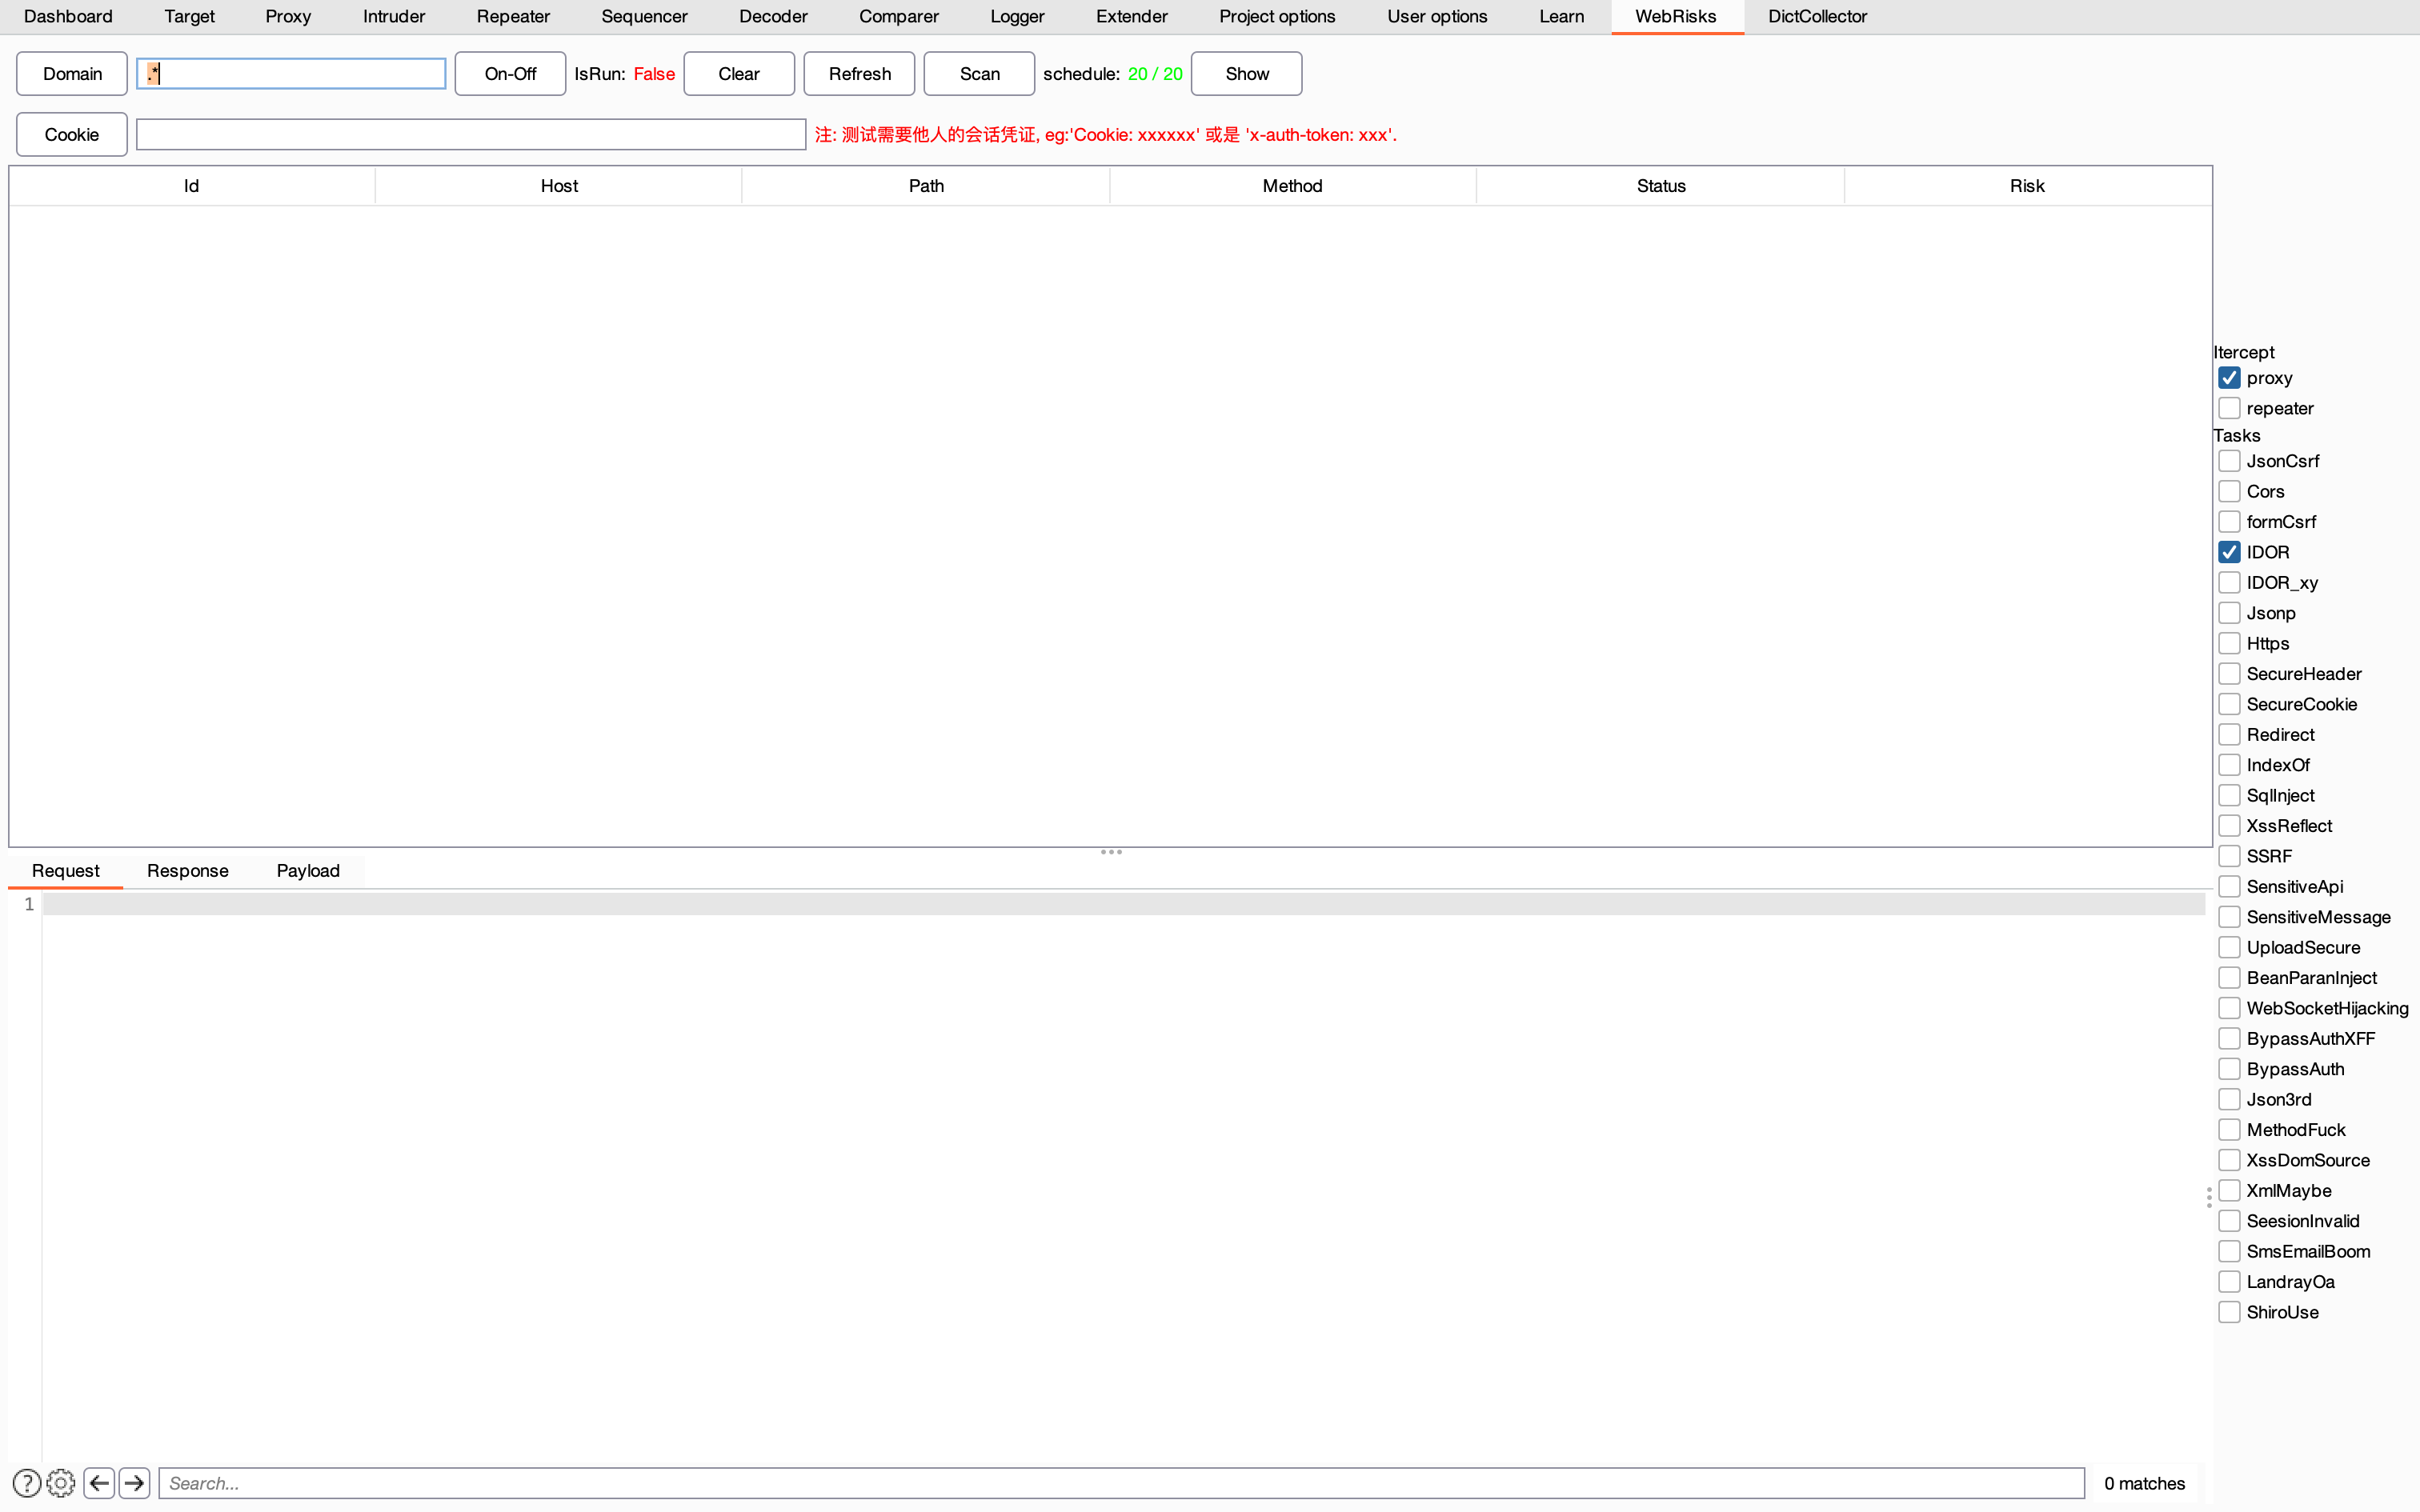 Dashboard Target Proxy Intruder Repeater Sequencer Decoder Comparer Logger Extender Project options User options Learn WebRisks DictCollector
Domain .* On-Off IsRun: False Clear Refresh Scan schedule: 20 / 20 Show
Cookie 注: 测试需要他人的会话凭证, eg:'Cookie: xxxxxx' 或是 'x-auth-token: xxx'.
Id Host Path Method Status Risk
Itercept
proxy
repeater
Tasks
JsonCsrf
Cors
formCsrf
IDOR
IDOR_xy
Jsonp
Https
SecureHeader
SecureCookie
Redirect
IndexOf
SqlInject
XssReflect
SSRF
SensitiveApi
SensitiveMessage
UploadSecure
BeanParanInject
WebSocketHijacking
BypassAuthXFF
BypassAuth
Json3rd
MethodFuck
XssDomSource
XmlMaybe
SeesionInvalid
SmsEmailBoom
LandrayOa
ShiroUse
Request Response Payload
1
? Search... 0 matches